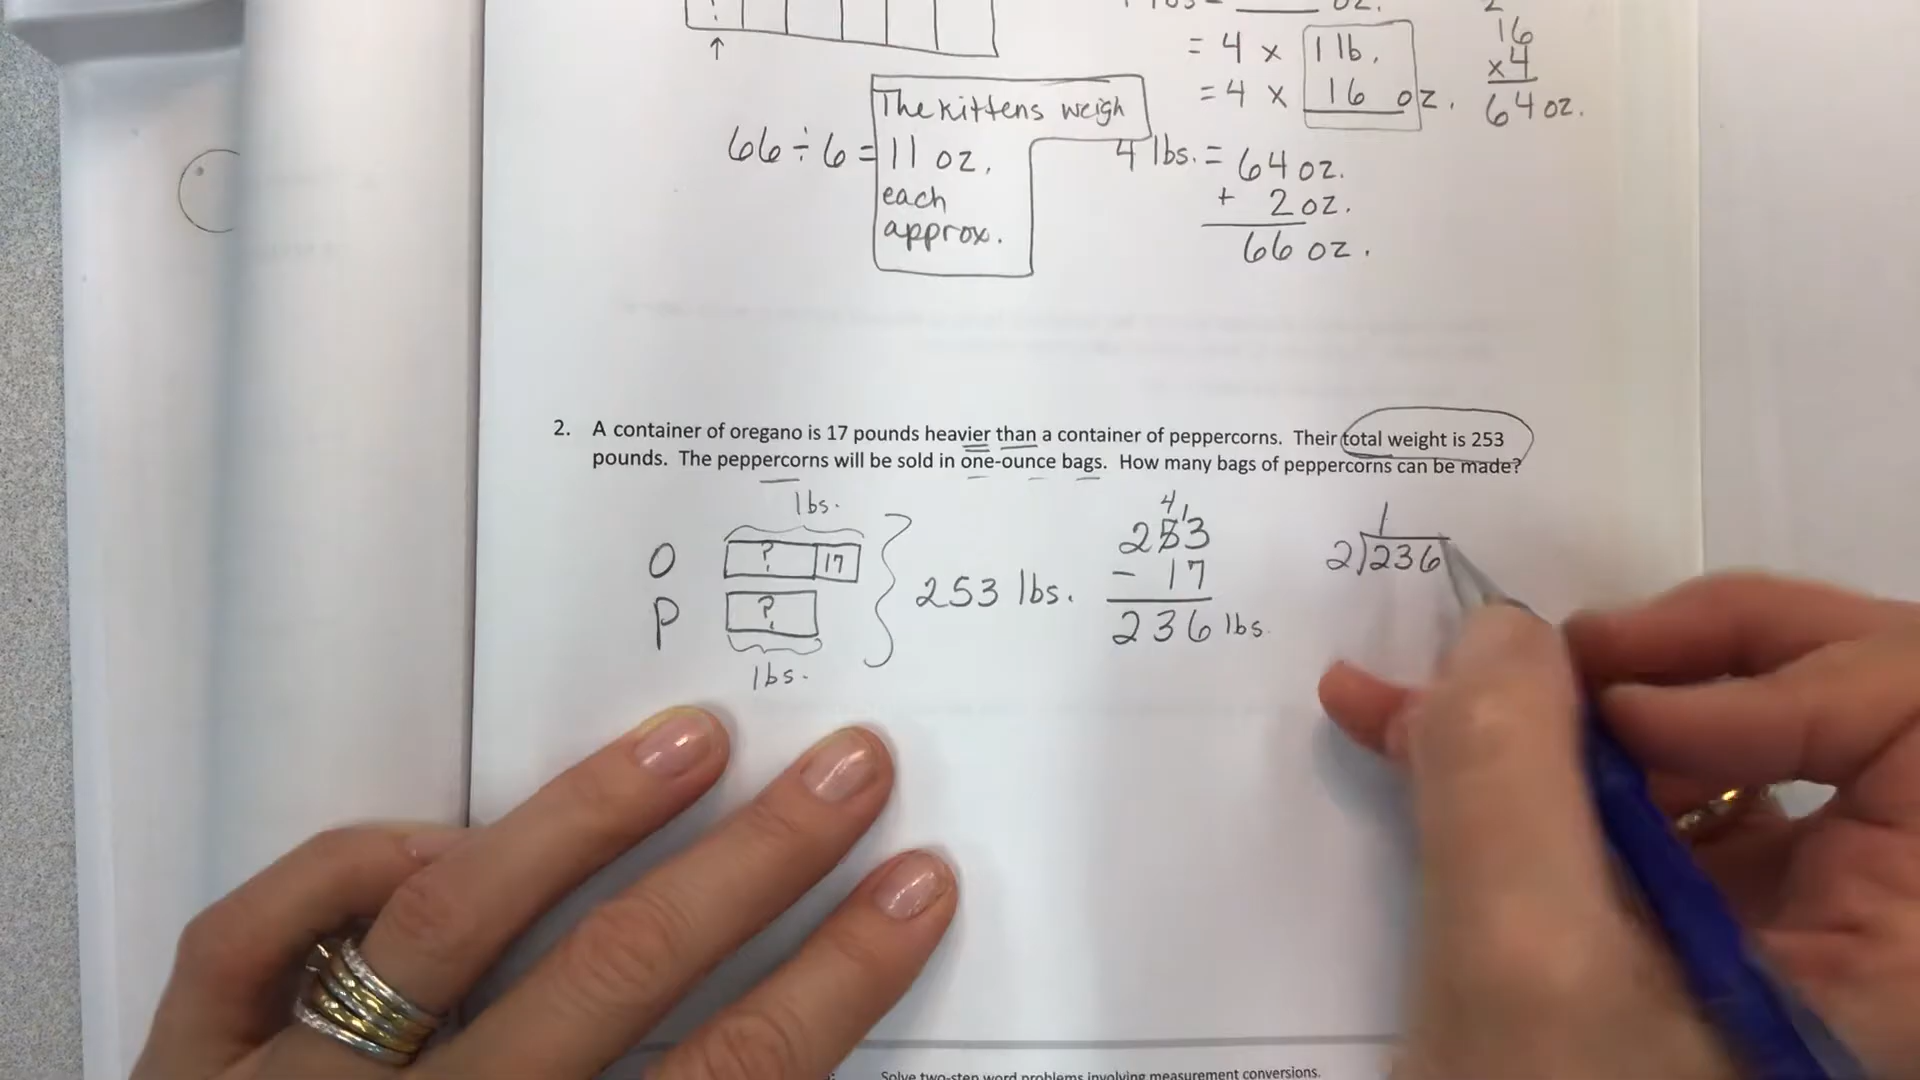 oz.
= 4 x 1 lb.
= 4 x 16 oz.
16
x4
64 oz.
The kittens weigh
66 ÷ 6 = 11 oz.
each
approx.
4 lbs. = 64 oz.
+ 2 oz.
66 oz.
2. A container of oregano is 17 pounds heavier than a container of peppercorns. Their total weight is 253
pounds. The peppercorns will be sold in one-ounce bags. How many bags of peppercorns can be made?
lbs.
O ? 17
P ?
lbs.
253 lbs.
4 1
253
- 17
236 lbs.
1
2)236
Solve two-step word problems involving measurement conversions.